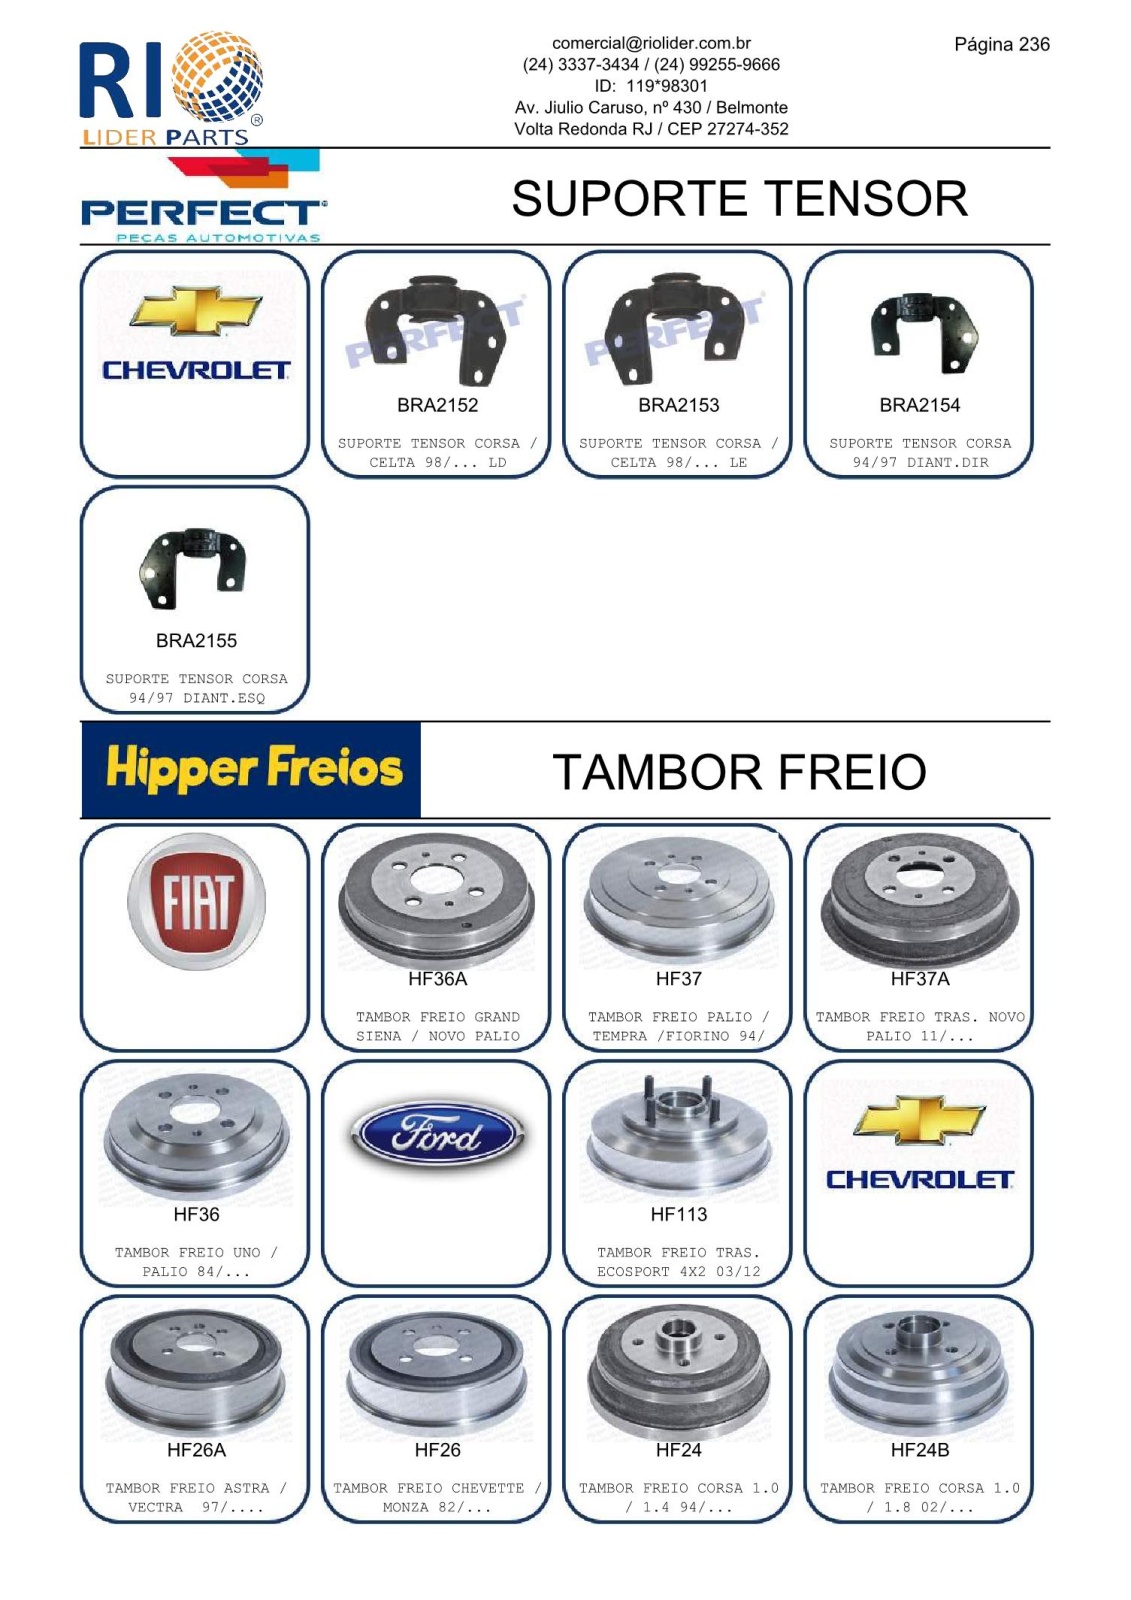 RIO
LIDER PARTS
®
comercial@riolider.com.br
(24) 3337-3434 / (24) 99255-9666
ID:  119*98301
Av. Jiulio Caruso, nº 430 / Belmonte
Volta Redonda RJ / CEP 27274-352
Página 236
PERFECT
PEÇAS AUTOMOTIVAS
SUPORTE TENSOR
CHEVROLET
PERFECT
BRA2152
SUPORTE TENSOR CORSA /
CELTA 98/... LD
PERFECT
BRA2153
SUPORTE TENSOR CORSA /
CELTA 98/... LE
BRA2154
SUPORTE TENSOR CORSA
94/97 DIANT.DIR
BRA2155
SUPORTE TENSOR CORSA
94/97 DIANT.ESQ
Hipper Freios
TAMBOR FREIO
FIAT
HF36A
TAMBOR FREIO GRAND
SIENA / NOVO PALIO
HF37
TAMBOR FREIO PALIO /
TEMPRA /FIORINO 94/
HF37A
TAMBOR FREIO TRAS. NOVO
PALIO 11/...
HF36
TAMBOR FREIO UNO /
PALIO 84/...
Ford
HF113
TAMBOR FREIO TRAS.
ECOSPORT 4X2 03/12
CHEVROLET
HF26A
TAMBOR FREIO ASTRA /
VECTRA  97/....
HF26
TAMBOR FREIO CHEVETTE /
MONZA 82/...
HF24
TAMBOR FREIO CORSA 1.0
/ 1.4 94/...
HF24B
TAMBOR FREIO CORSA 1.0
/ 1.8 02/...